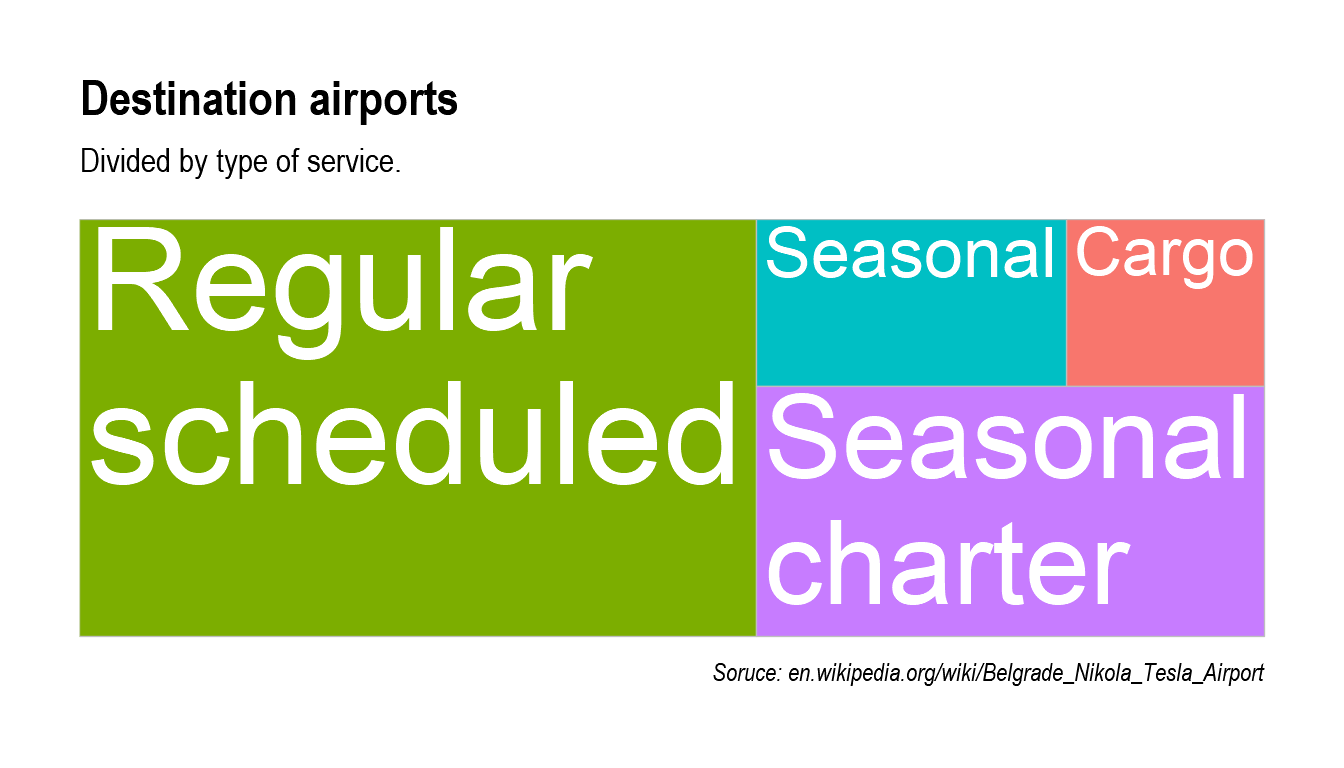 Destination airports
Divided by type of service.
Regular
scheduled
Seasonal
Cargo
Seasonal
charter
Soruce: en.wikipedia.org/wiki/Belgrade_Nikola_Tesla_Airport